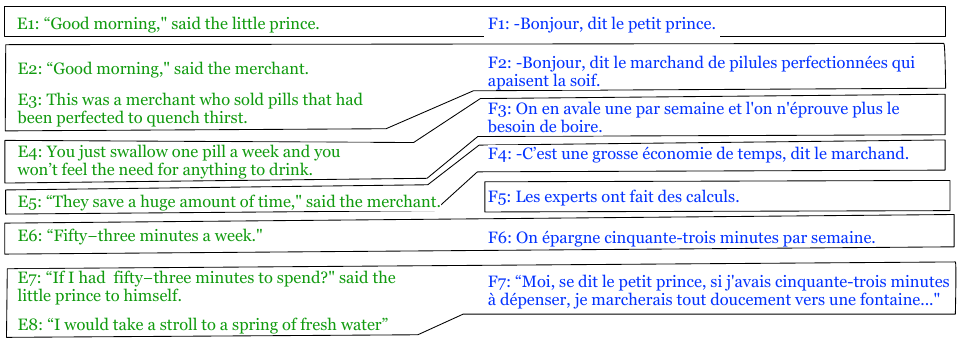 E1: “Good morning," said the little prince.
F1: -Bonjour, dit le petit prince.
E2: “Good morning," said the merchant.
E3: This was a merchant who sold pills that had
been perfected to quench thirst.
F2: -Bonjour, dit le marchand de pilules perfectionnées qui
apaisent la soif.
E4: You just swallow one pill a week and you
won’t feel the need for anything to drink.
F3: On en avale une par semaine et l'on n'éprouve plus le
besoin de boire.
E5: “They save a huge amount of time," said the merchant.
F4: -C’est une grosse économie de temps, dit le marchand.
F5: Les experts ont fait des calculs.
E6: “Fifty–three minutes a week."
F6: On épargne cinquante-trois minutes par semaine.
E7: “If I had  fifty–three minutes to spend?" said the
little prince to himself.
E8: “I would take a stroll to a spring of fresh water”
F7: “Moi, se dit le petit prince, si j'avais cinquante-trois minutes
à dépenser, je marcherais tout doucement vers une fontaine..."